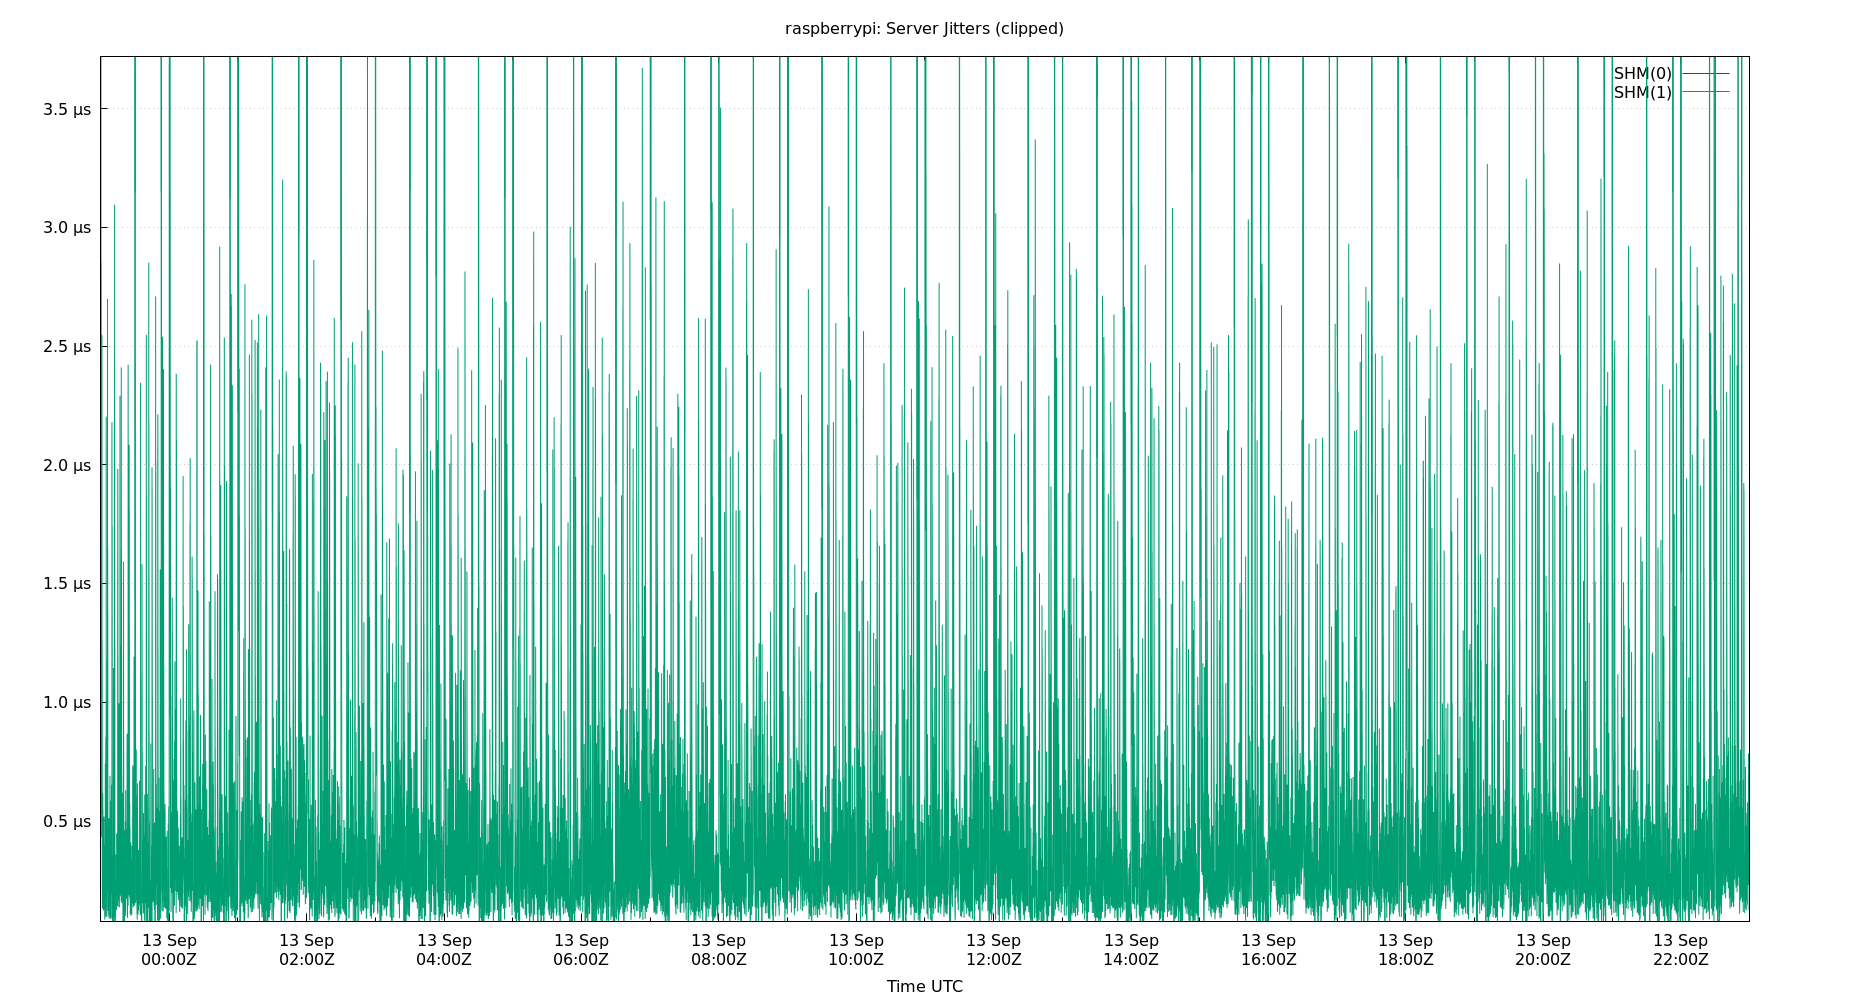 raspberrypi: Server Jitters (clipped)
SHM(0)
SHM(1)
3.5 µs
3.0 µs
2.5 µs
2.0 µs
1.5 µs
1.0 µs
0.5 µs
13 Sep 13 Sep 13 Sep 13 Sep 13 Sep 13 Sep 13 Sep 13 Sep 13 Sep 13 Sep 13 Sep 13 Sep
00:00Z 02:00Z 04:00Z 06:00Z 08:00Z 10:00Z 12:00Z 14:00Z 16:00Z 18:00Z 20:00Z 22:00Z
Time UTC